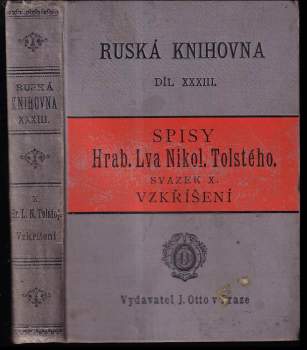 RUSKÁ
KNIHOVNA
XXXIII.
X.
Hr. L. N. Tolstoj.
Vzkříšení
RUSKÁ KNIHOVNA
DÍL XXXIII.
SPISY
Hrab. Lva Nikol. Tolstého.
SVAZEK X.
VZKŘÍŠENÍ
Vydavatel J. Otto v Praze